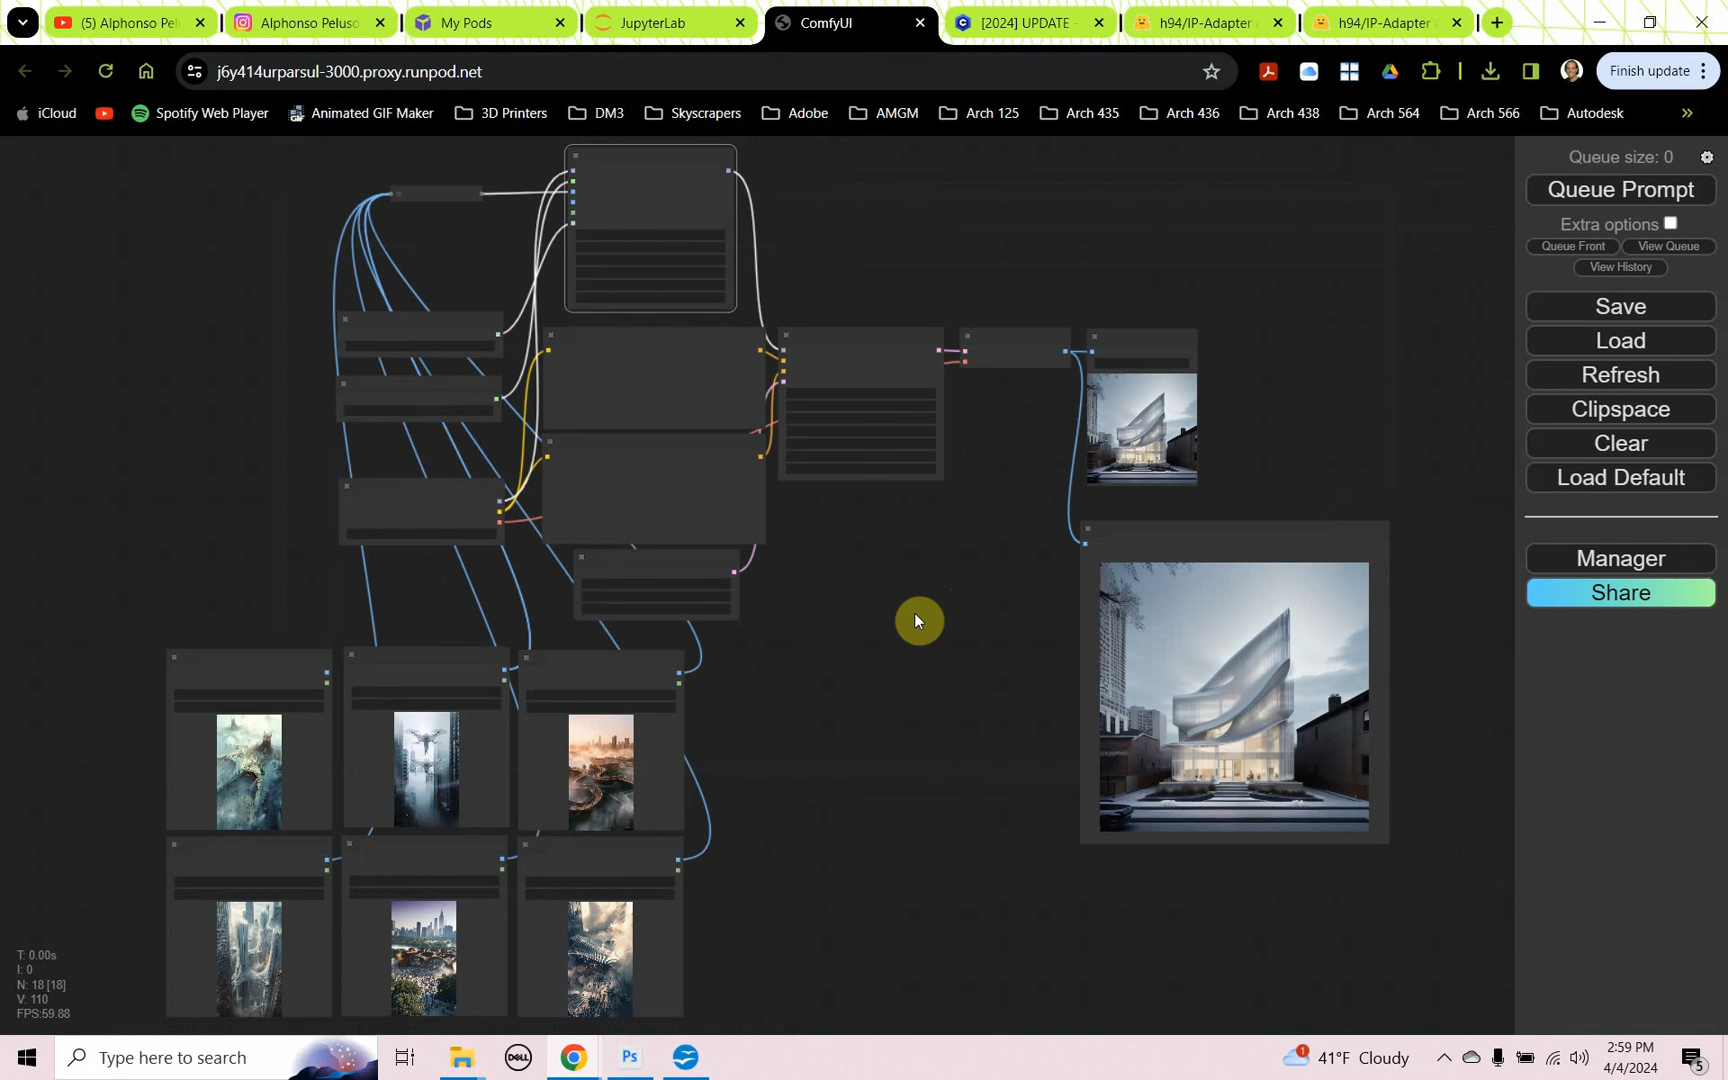 (5) Alphonso Pel
Alphonso Peluso
My Pods
JupyterLab
ComfyUI
[2024] UPDATE -
h94/IP-Adapter
h94/IP-Adapter
j6y414urparsul-3000.proxy.runpod.net
Finish update
iCloud
Spotify Web Player
Animated GIF Maker
3D Printers
DM3
Skyscrapers
Adobe
AMGM
Arch 125
Arch 435
Arch 436
Arch 438
Arch 564
Arch 566
Autodesk
»
Queue size: 0
Queue Prompt
Extra options
Queue Front
View Queue
View History
Save
Load
Refresh
Clipspace
Clear
Load Default
Manager
Share
T: 0.00s
I: 0
N: 18 [18]
V: 110
FPS:59.88
Type here to search
DELL
Ps
1
41°F Cloudy
2:59 PM
4/4/2024
5